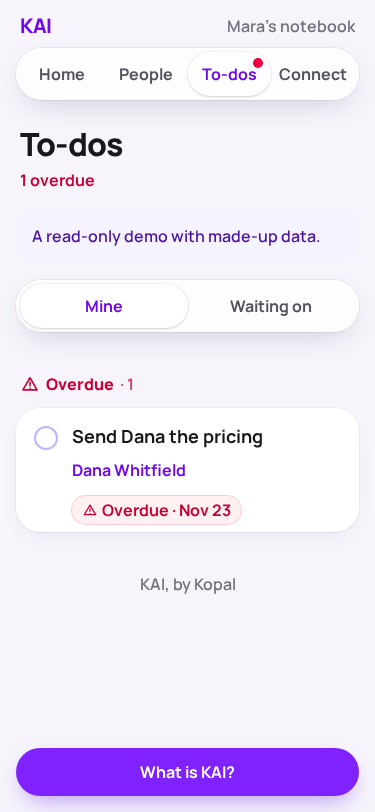 KAI
Mara's notebook
Home
People
To-dos
Connect
To-dos
1 overdue
A read-only demo with made-up data.
Mine
Waiting on
Overdue · 1
Send Dana the pricing
Dana Whitfield
Overdue · Nov 23
KAI, by Kopal
What is KAI?